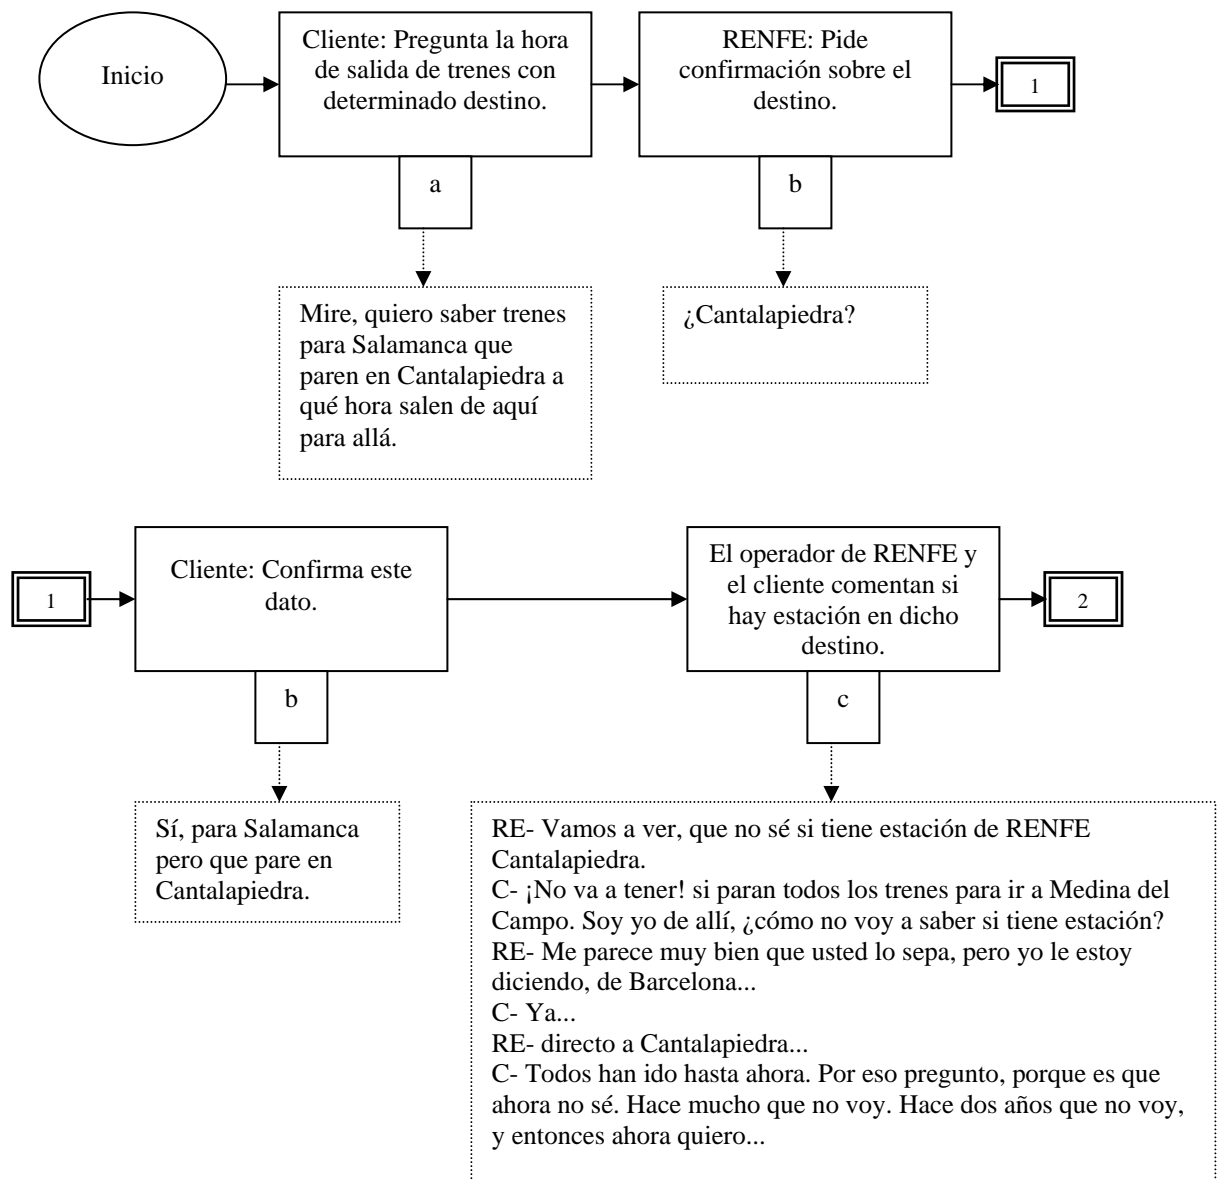 Inicio
Cliente: Pregunta la hora
de salida de trenes con
determinado destino.
a
Mire, quiero saber trenes
para Salamanca que
paren en Cantalapiedra a
qué hora salen de aquí
para allá.
RENFE: Pide
confirmación sobre el
destino.
b
¿Cantalapiedra?
1
1
Cliente: Confirma este
dato.
b
Sí, para Salamanca
pero que pare en
Cantalapiedra.
El operador de RENFE y
el cliente comentan si
hay estación en dicho
destino.
c
RE- Vamos a ver, que no sé si tiene estación de RENFE
Cantalapiedra.
C- ¡No va a tener! si paran todos los trenes para ir a Medina del
Campo. Soy yo de allí, ¿cómo no voy a saber si tiene estación?
RE- Me parece muy bien que usted lo sepa, pero yo le estoy
diciendo, de Barcelona...
C- Ya...
RE- directo a Cantalapiedra...
C- Todos han ido hasta ahora. Por eso pregunto, porque es que
ahora no sé. Hace mucho que no voy. Hace dos años que no voy,
y entonces ahora quiero...
2